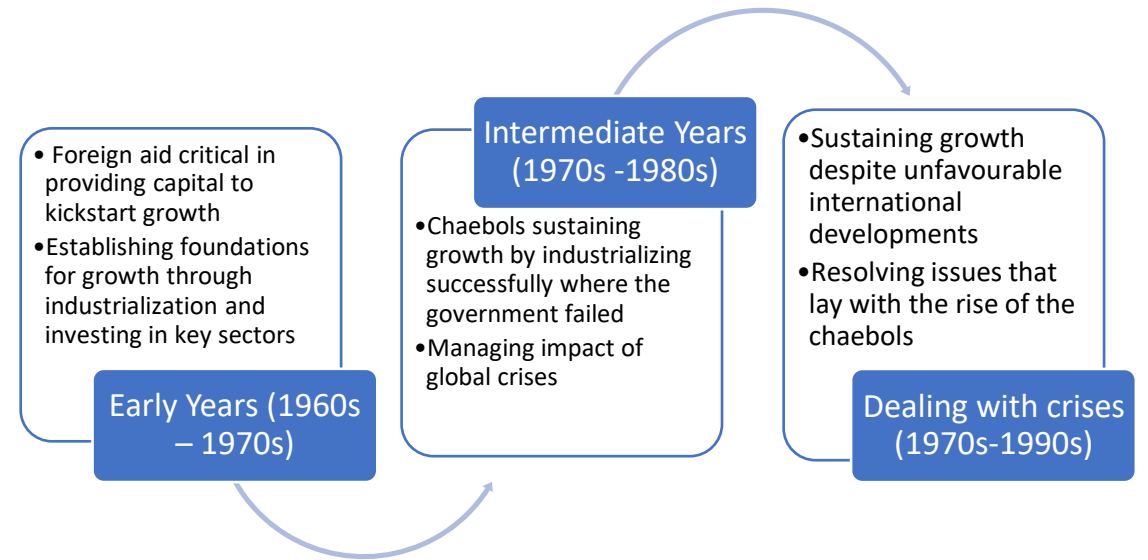 • Foreign aid critical in
providing capital to
kickstart growth
•Establishing foundations
for growth through
industrialization and
investing in key sectors
Early Years (1960s
– 1970s)
Intermediate Years
(1970s -1980s)
•Chaebols sustaining
growth by industrializing
successfully where the
government failed
•Managing impact of
global crises
•Sustaining growth
despite unfavourable
international
developments
•Resolving issues that
lay with the rise of the
chaebols
Dealing with crises
(1970s-1990s)